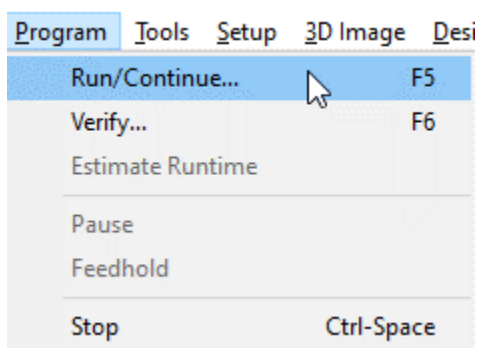 Program Tools Setup 3D Image Desi
Run/Continue... F5
Verify... F6
Estimate Runtime
Pause
Feedhold
Stop Ctrl-Space